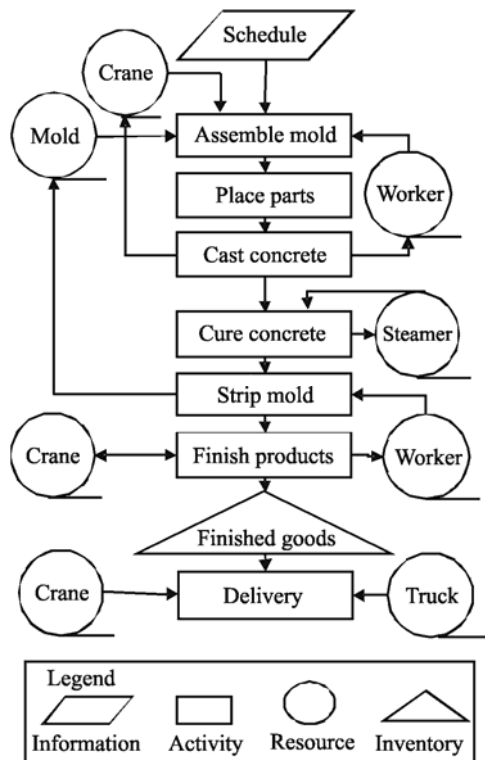 Schedule
Crane
Mold
Assemble mold
Place parts
Worker
Cast concrete
Cure concrete
Steamer
Strip mold
Crane
Finish products
Worker
Finished goods
Crane
Delivery
Truck
Legend
Information
Activity
Resource
Inventory